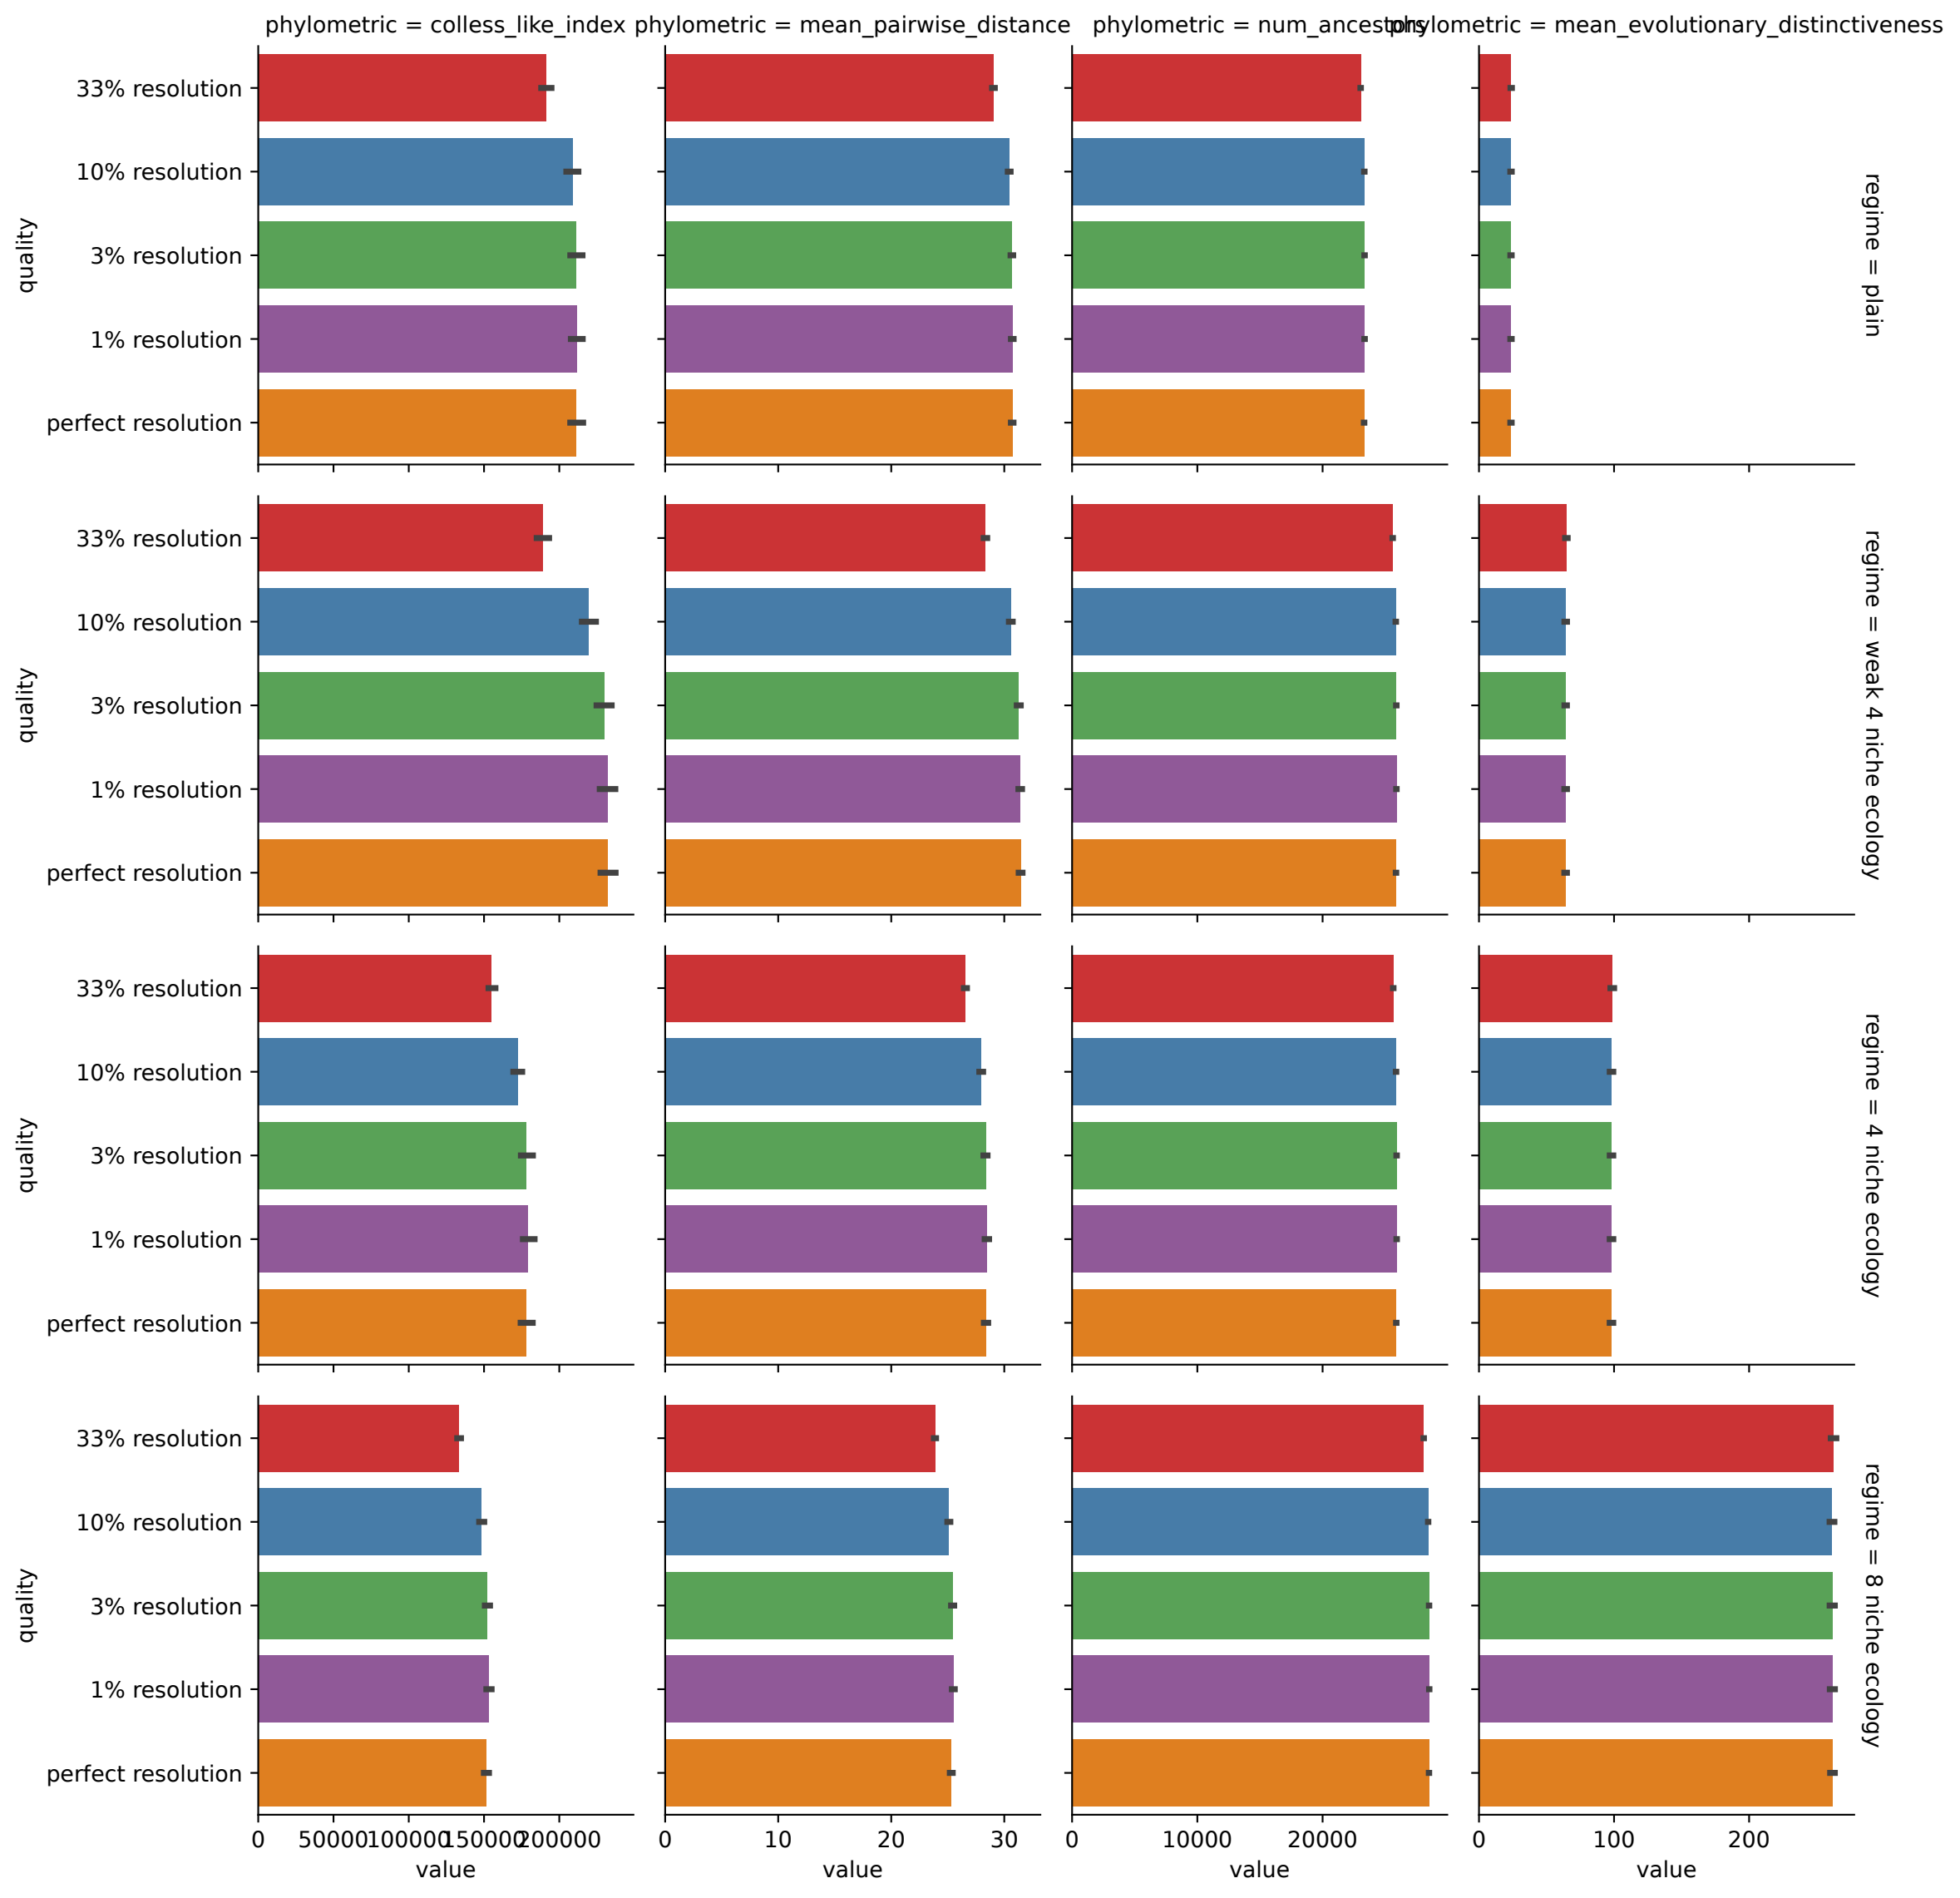 phylometric = colless_like_index
phylometric = mean_pairwise_distance
phylometric = num_ancestors
phylometric = mean_evolutionary_distinctiveness
quality
33% resolution
10% resolution
3% resolution
1% resolution
perfect resolution
regime = plain
quality
33% resolution
10% resolution
3% resolution
1% resolution
perfect resolution
regime = weak 4 niche ecology
quality
33% resolution
10% resolution
3% resolution
1% resolution
perfect resolution
regime = 4 niche ecology
quality
33% resolution
10% resolution
3% resolution
1% resolution
perfect resolution
regime = 8 niche ecology
0 50000 100000 150000 200000
0 10 20 30
0 10000 20000
0 100 200
value
value
value
value